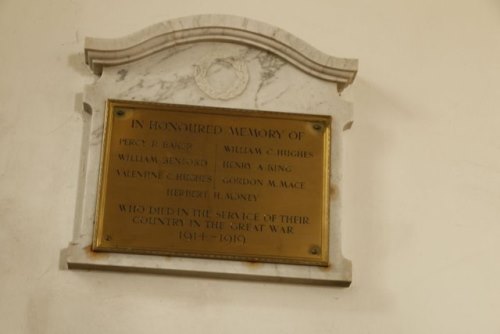 IN HONOURED MEMORY OF
PERCY R. BAKER WILLIAM C. HUGHES
WILLIAM BENFORD HENRY A. KING
VALENTINE C. HUGHES GORDON M. MACE
HERBERT H. MONEY
WHO DIED IN THE SERVICE OF THEIR
COUNTRY IN THE GREAT WAR
1914-1919